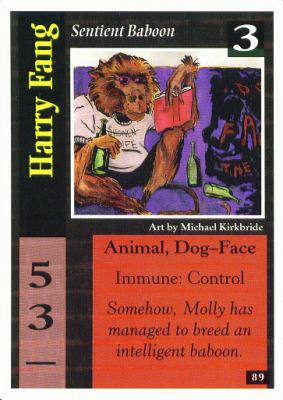 Harry Fang
Sentient Baboon
3
Art by Michael Kirkbride
5
3
—
Animal, Dog–Face
Immune: Control
Somehow, Molly has
managed to breed an
intelligent baboon.
89